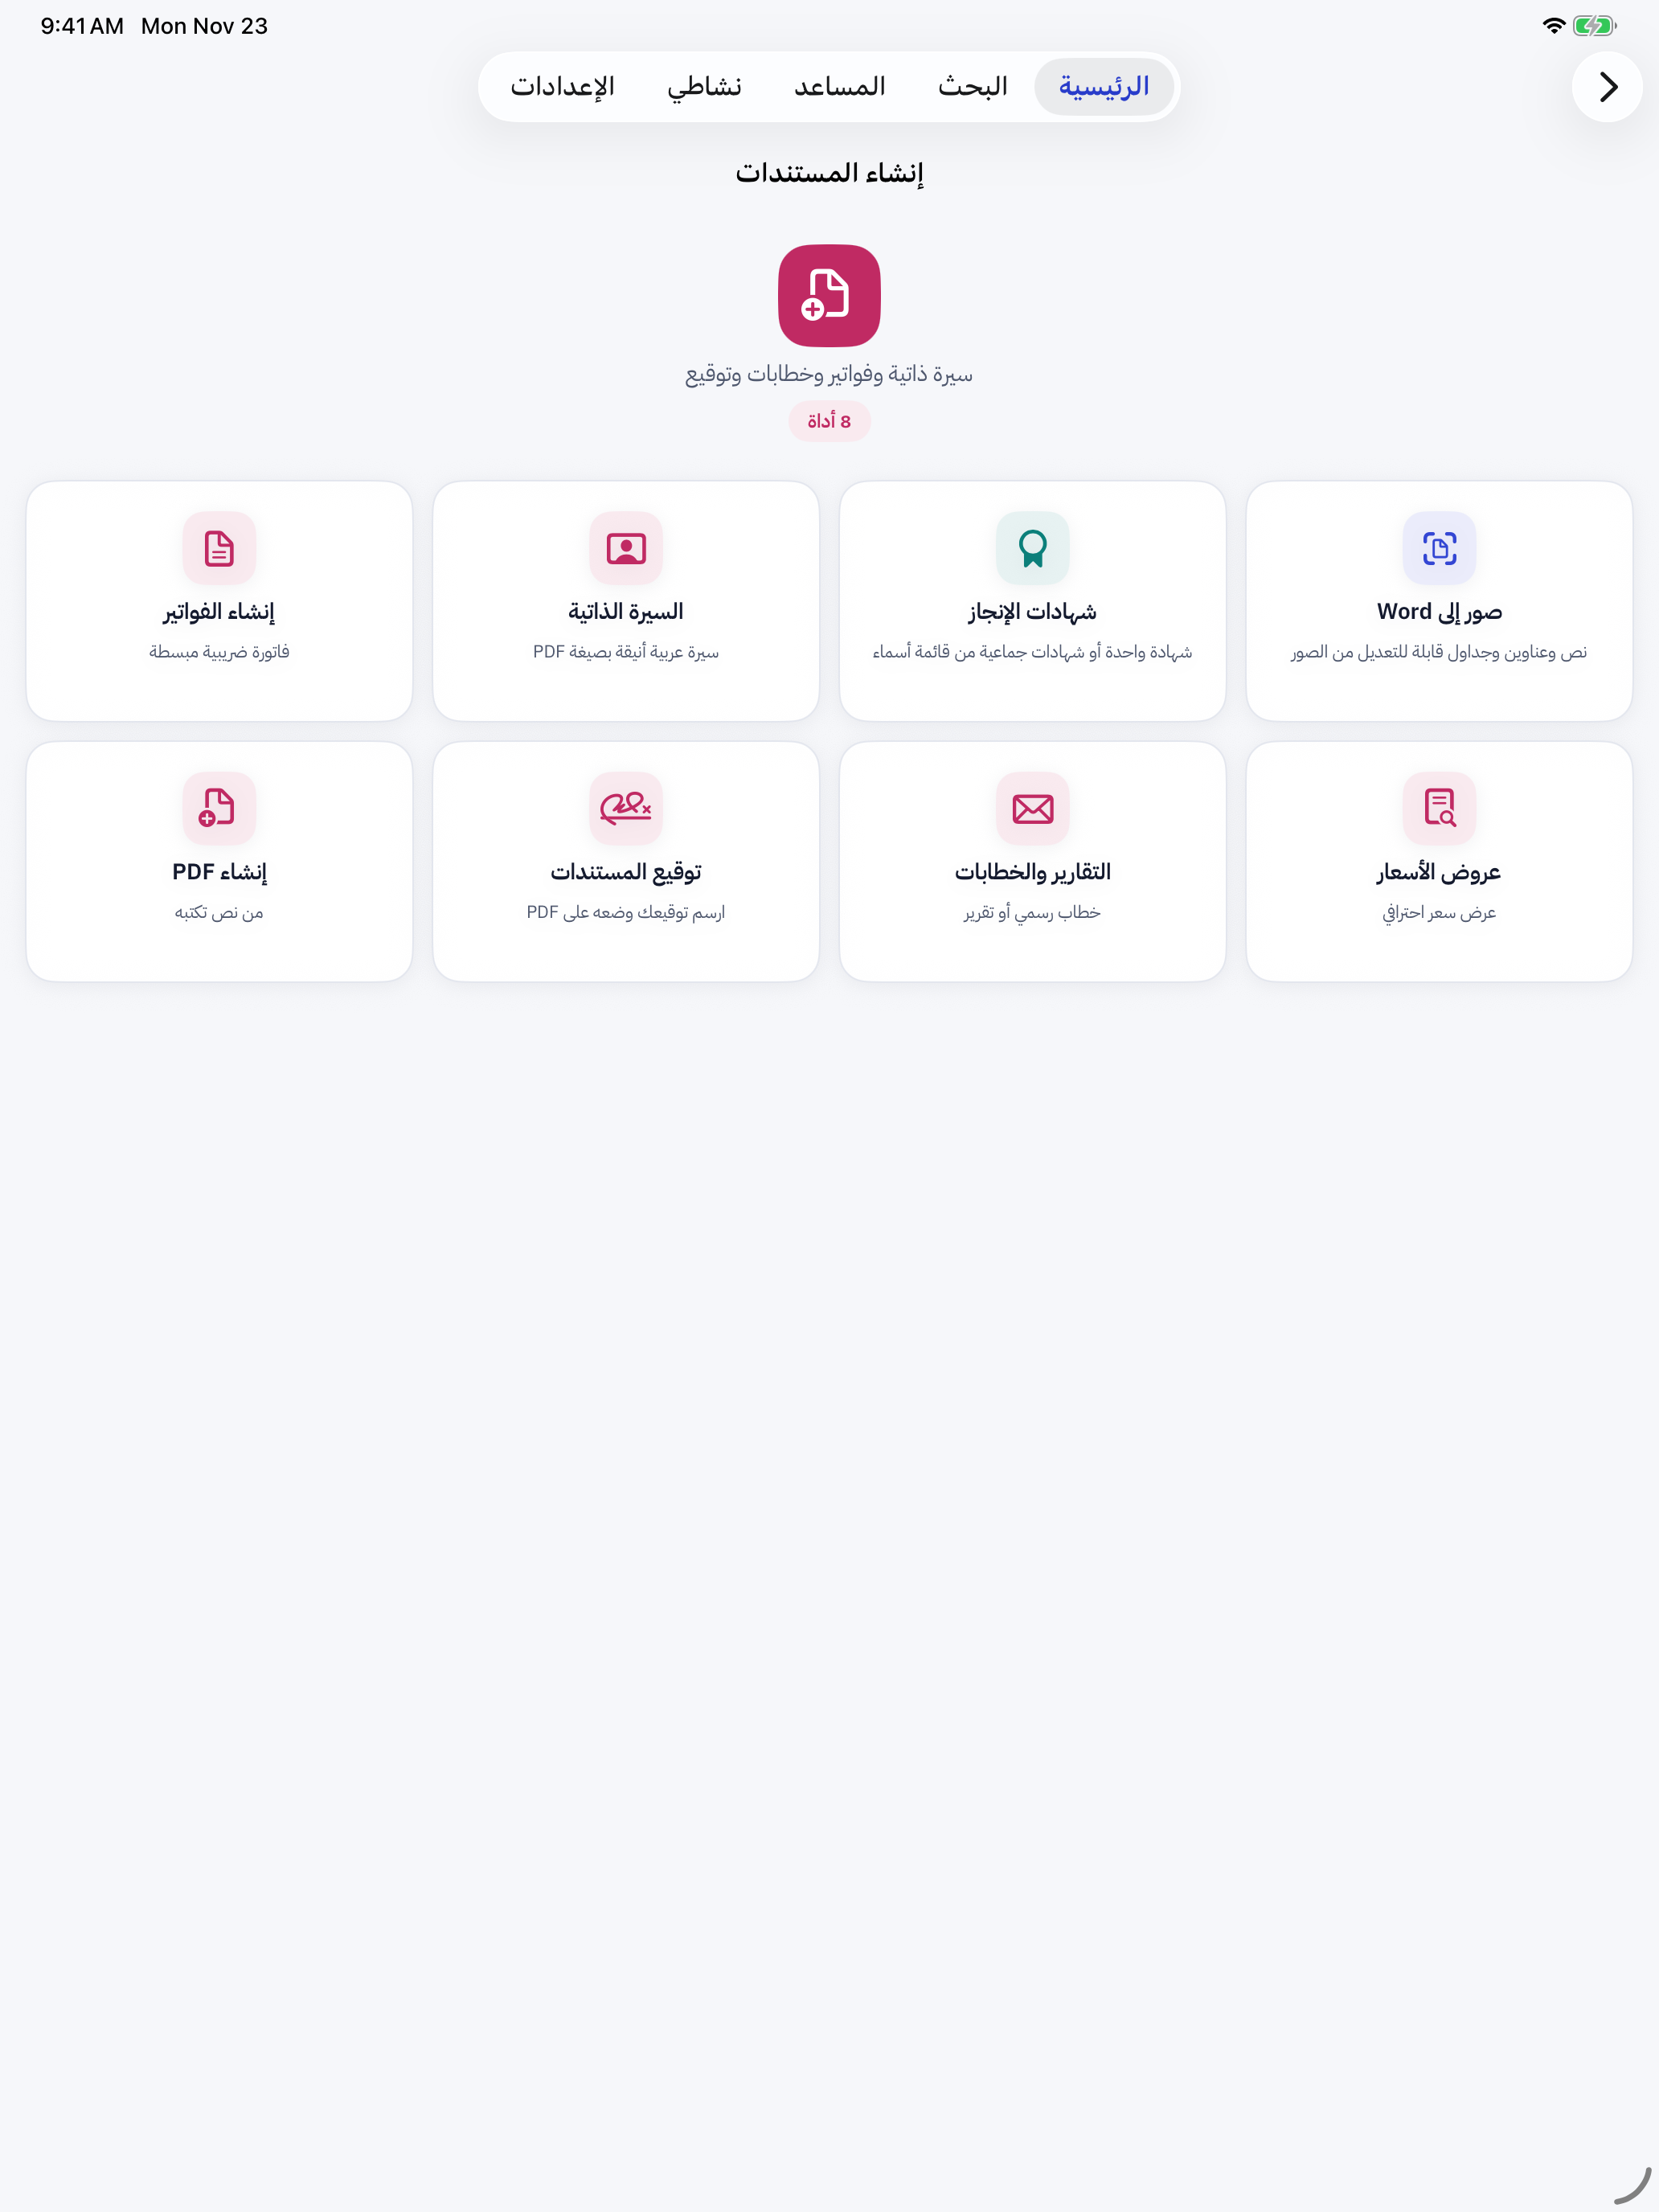 9:41 AM Mon Nov 23
الرئيسية البحث المساعد نشاطي الإعدادات
إنشاء المستندات
سيرة ذاتية وفواتير وخطابات وتوقيع
8 أداة
صور إلى Word
نص وعناوين وجداول قابلة للتعديل من الصور
شهادات الإنجاز
شهادة واحدة أو شهادات جماعية من قائمة أسماء
السيرة الذاتية
سيرة عربية أنيقة بصيغة PDF
إنشاء الفواتير
فاتورة ضريبية مبسطة
عروض الأسعار
عرض سعر احترافي
التقارير والخطابات
خطاب رسمي أو تقرير
توقيع المستندات
ارسم توقيعك وضعه على PDF
إنشاء PDF
من نص تكتبه